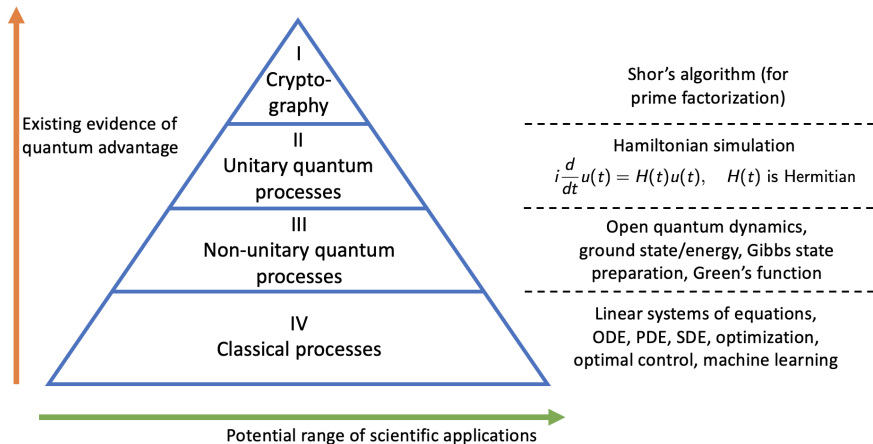 Existing evidence of
quantum advantage
I
Crypto-
graphy
Shor's algorithm (for
prime factorization)
II
Unitary quantum
processes
Hamiltonian simulation
i d/dt u(t) = H(t)u(t), H(t) is Hermitian
III
Non-unitary quantum
processes
Open quantum dynamics,
ground state/energy, Gibbs state
preparation, Green's function
IV
Classical processes
Linear systems of equations,
ODE, PDE, SDE, optimization,
optimal control, machine learning
Potential range of scientific applications